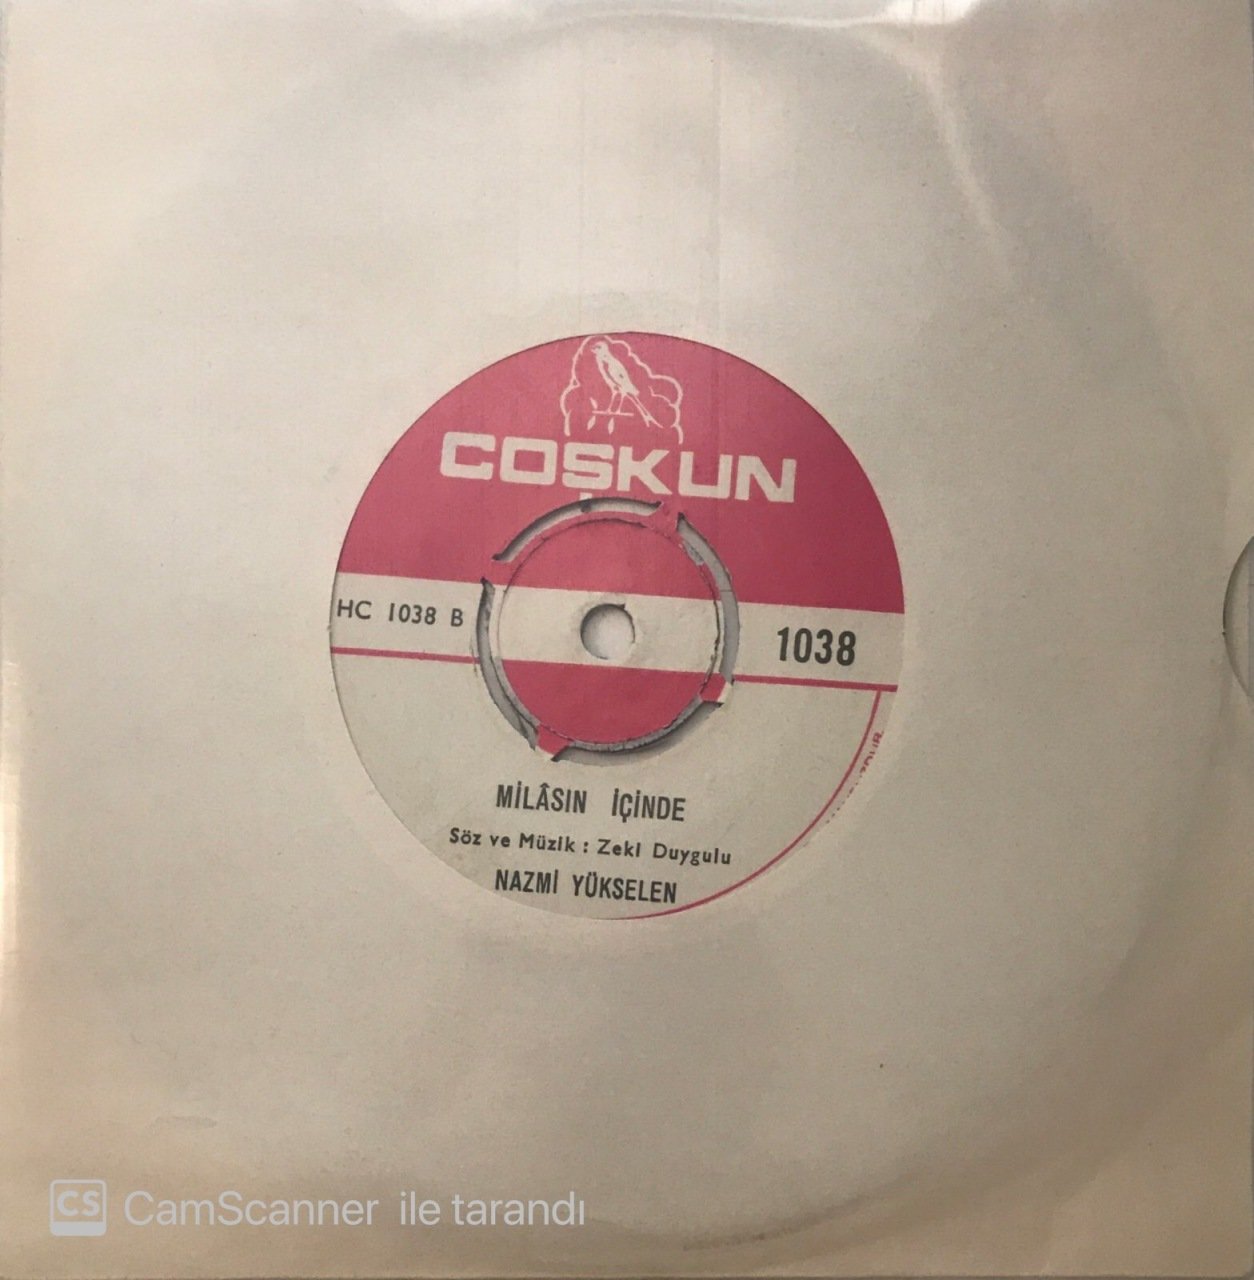 COŞKUN
HC 1038 B
1038
MİLÂSIN İÇİNDE
Söz ve Müzik : Zeki Duygulu
NAZMİ YÜKSELEN
CS CamScanner ile tarandı